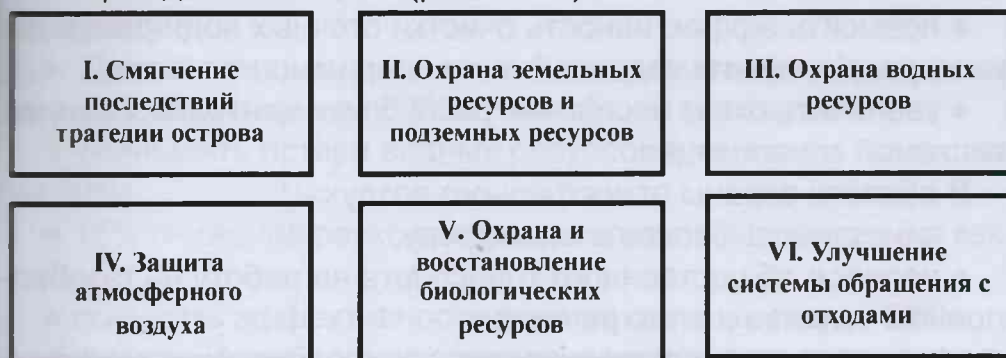 I. Смягчение
последствий
трагедии острова
II. Охрана земельных
ресурсов и
подземных ресурсов
III. Охрана водных
ресурсов
IV. Защита
атмосферного
воздуха
V. Охрана и
восстановление
биологических
ресурсов
VI. Улучшение
системы обращения с
отходами